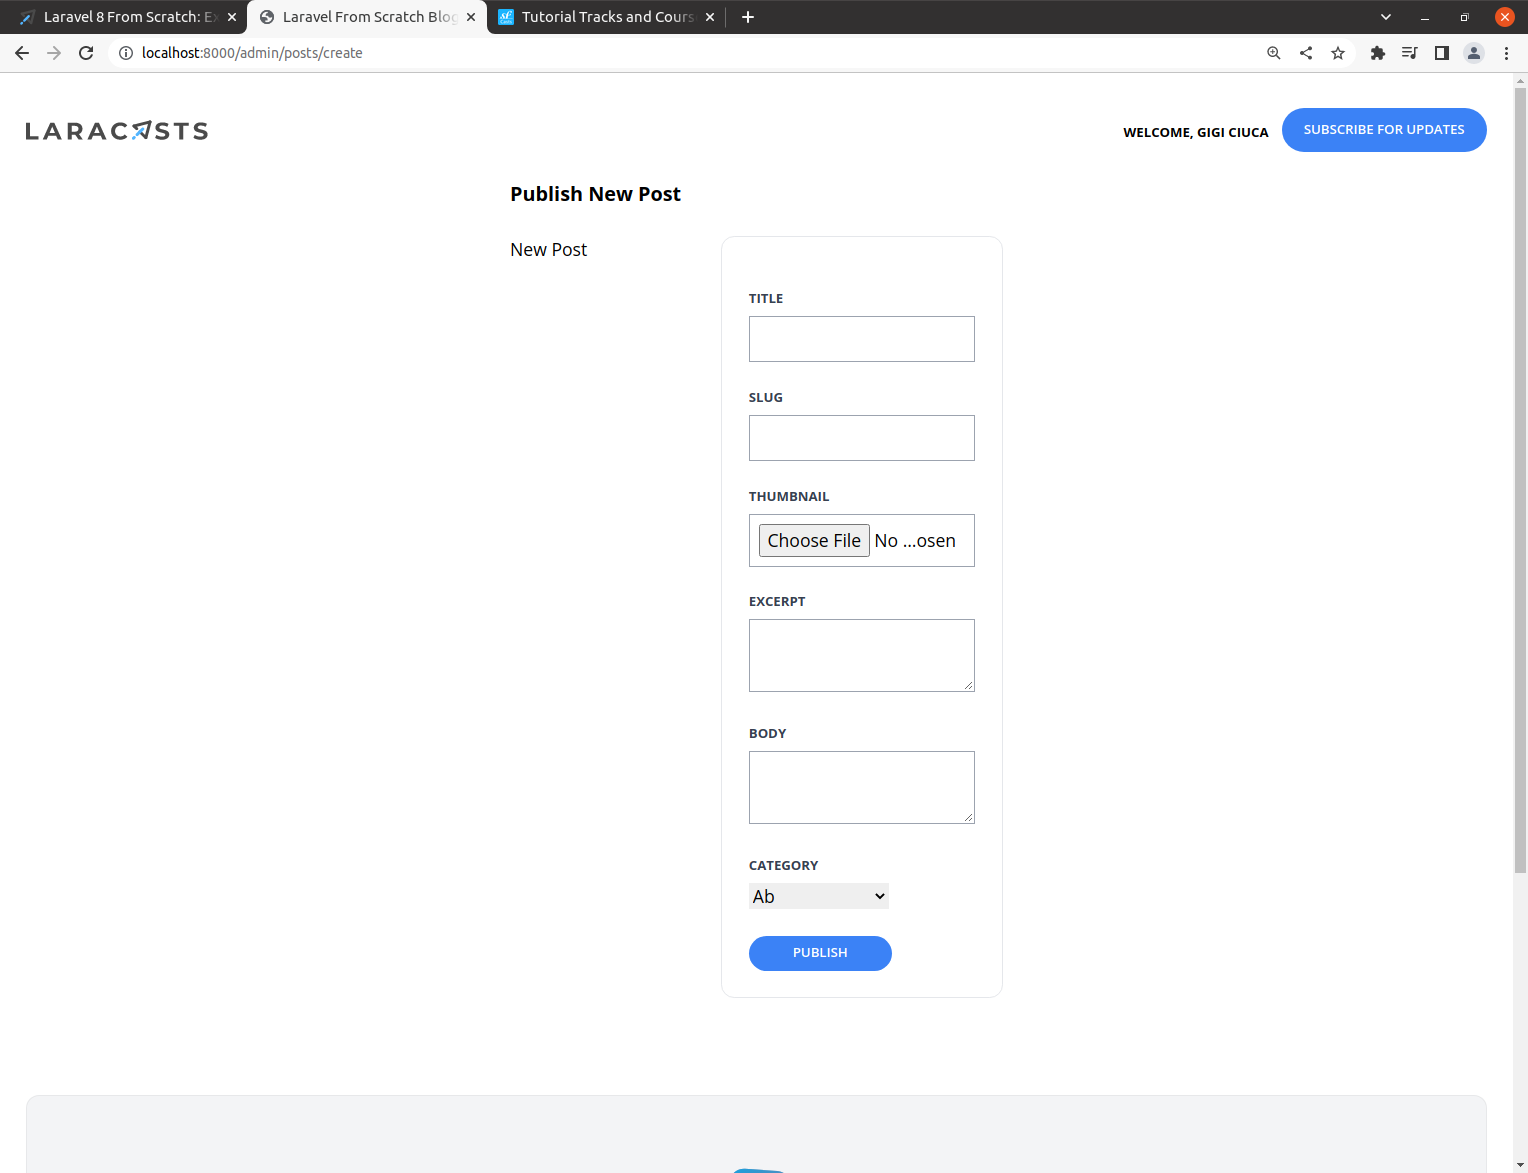 Laravel 8 From Scratch: Ex
Laravel From Scratch Blog
Tutorial Tracks and Cours
localhost:8000/admin/posts/create
LARACASTS
WELCOME, GIGI CIUCA
SUBSCRIBE FOR UPDATES
Publish New Post
New Post
TITLE
SLUG
THUMBNAIL
Choose File No ...osen
EXCERPT
BODY
CATEGORY
Ab
PUBLISH